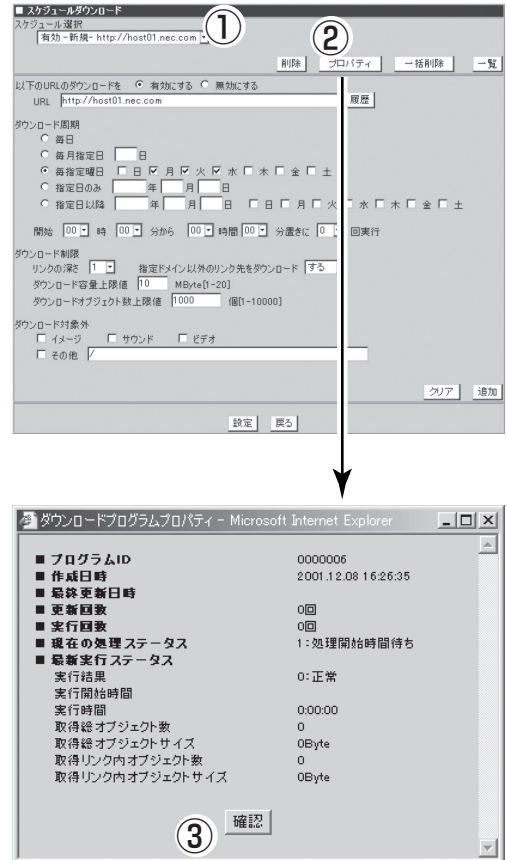 ■ スケジュールダウンロード
スケジュール選択
有効 -新規- http://host01.nec.com
①
②
削除 プロパティ 一括削除 一覧
以下のURLのダウンロードを 有効にする 無効にする
URL http://host01.nec.com 履歴
ダウンロード周期
毎日
毎月指定日 日
毎指定曜日 日 月 火 水 木 金 土
指定日のみ 年 月 日
指定日以降 年 月 日 日 月 火 水 木 金 土
開始 00 時 00 分から 00 時間 00 分置きに 0 回実行
ダウンロード制限
リンクの深さ 1 指定ドメイン以外のリンク先をダウンロード する
ダウンロード容量上限値 10 MByte[1-20]
ダウンロードオブジェクト数上限値 1000 個[1-10000]
ダウンロード対象外
イメージ サウンド ビデオ
その他 /
クリア 追加
設定 戻る
ダウンロードプログラムプロパティ - Microsoft Internet Explorer
■ プログラムID 0000006
■ 作成日時 2001.12.08 16:26:35
■ 最終更新日時
■ 更新回数 0回
■ 実行回数 0回
■ 現在の処理ステータス 1:処理開始時間待ち
■ 最新実行ステータス
実行結果 0:正常
実行開始時間
実行時間 0:00:00
取得総オブジェクト数 0
取得総オブジェクトサイズ 0Byte
取得リンク内オブジェクト数 0
取得リンク内オブジェクトサイズ 0Byte
③ 確認